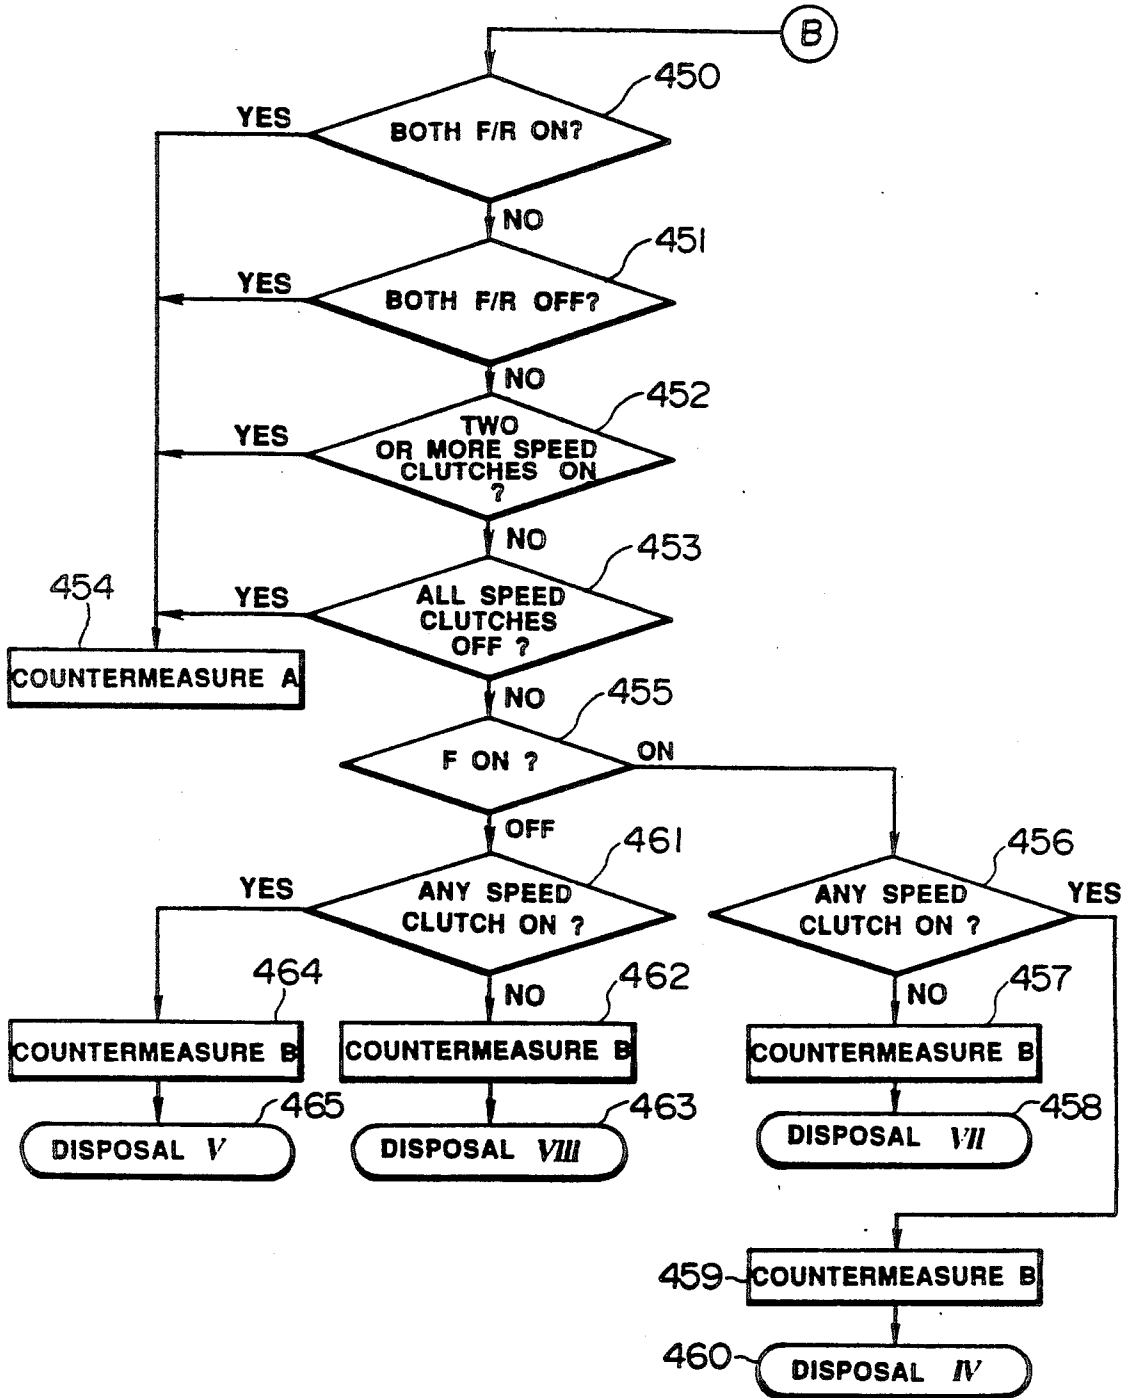 B
450
YES
BOTH F/R ON?
NO
451
YES
BOTH F/R OFF?
NO
452
YES
TWO
OR MORE SPEED
CLUTCHES ON
?
NO
453
454
YES
ALL SPEED
CLUTCHES
OFF ?
COUNTERMEASURE A
NO
455
F ON ?
ON
OFF
461
456
YES
ANY SPEED
CLUTCH ON ?
ANY SPEED
CLUTCH ON ?
YES
464
NO
462
NO
457
COUNTERMEASURE B
COUNTERMEASURE B
COUNTERMEASURE B
465
463
458
DISPOSAL V
DISPOSAL VIII
DISPOSAL VII
459
COUNTERMEASURE B
460
DISPOSAL IV